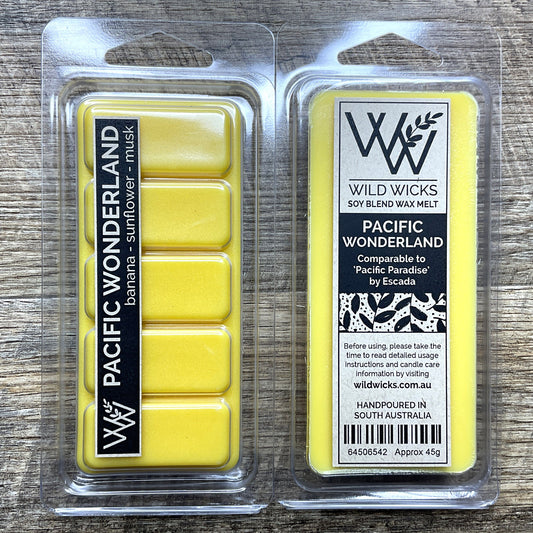 PACIFIC WONDERLAND
banana - sunflower - musk
WW
WILD WICKS
SOY BLEND WAX MELT
PACIFIC
WONDERLAND
Comparable to
'Pacific Paradise'
by Escada
Before using, please take the
time to read detailed usage
instructions and candle care
information by visiting
wildwicks.com.au
HANDPOURED IN
SOUTH AUSTRALIA
64506542 Approx 45g